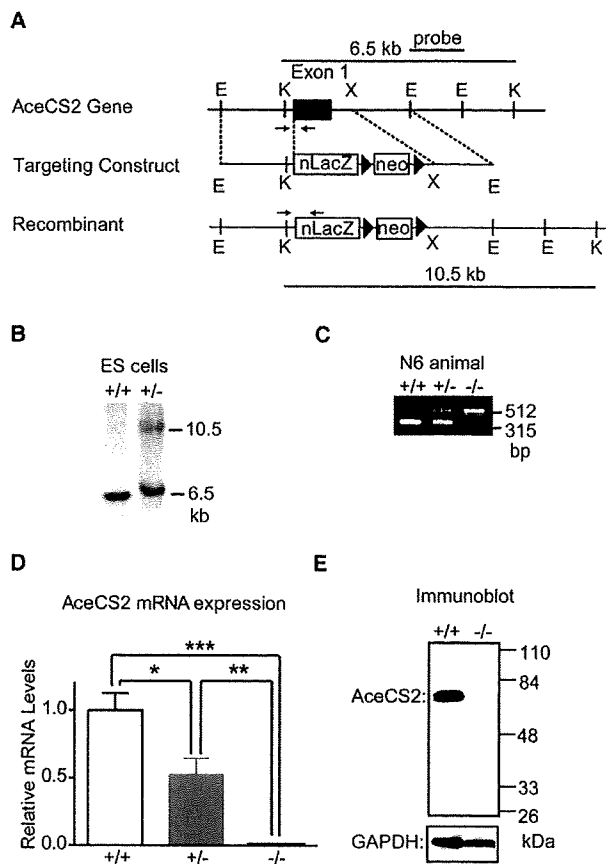 A
6.5 kb probe
Exon 1
E K X E E K
AceCS2 Gene
Targeting Construct
nLacZ neo
E K X E
Recombinant
nLacZ neo
E K X E E K
10.5 kb
B
ES cells
+/+ +/-
10.5
6.5
kb
C
N6 animal
+/+ +/- -/-
512
315
bp
D
AceCS2 mRNA expression
***
* **
Relative mRNA Levels
1.0
0.5
0.0
+/+ +/- -/-
E
Immunoblot
+/+ -/-
110
AceCS2:
84
48
33
26
GAPDH:
kDa